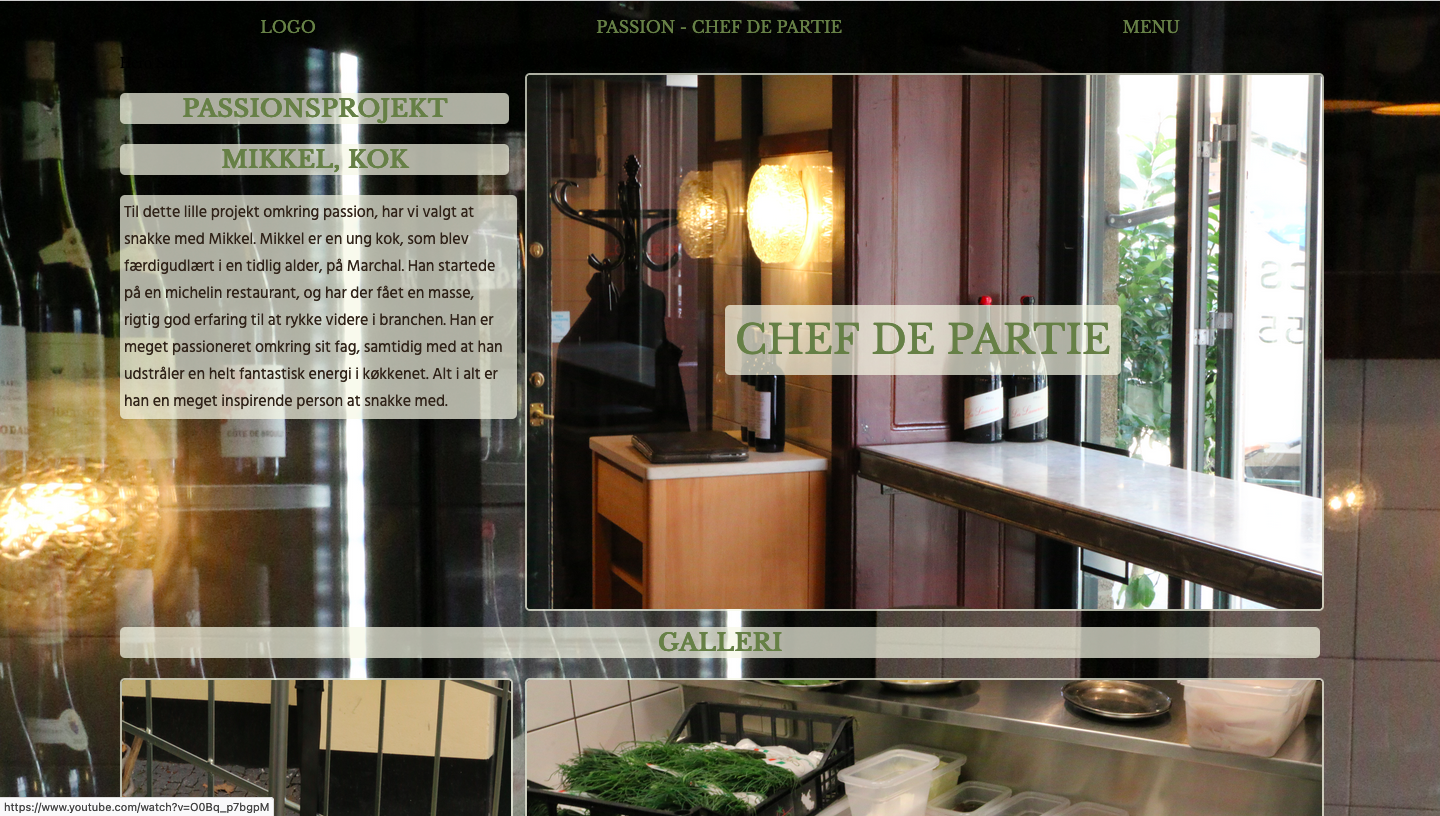 LOGO
PASSION - CHEF DE PARTIE
MENU
PASSIONSPROJEKT
MIKKEL, KOK
Til dette lille projekt omkring passion, har vi valgt at
snakke med Mikkel. Mikkel er en ung kok, som blev
færdigudlært i en tidlig alder, på Marchal. Han startede
på en michelin restaurant, og har der fået en masse,
rigtig god erfaring til at rykke videre i branchen. Han er
meget passioneret omkring sit fag, samtidig med at han
udstråler en helt fantastisk energi i køkkenet. Alt i alt er
han en meget inspirende person at snakke med.
CHEF DE PARTIE
GALLERI
https://www.youtube.com/watch?v=O0Bq_p7bgpM